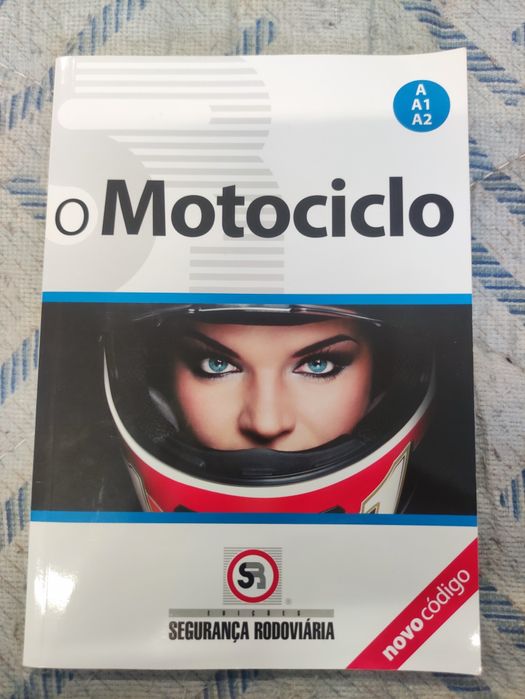 A
A1
A2
o Motociclo
SR
®
EDIÇÕES
SEGURANÇA RODOVIÁRIA
novo código